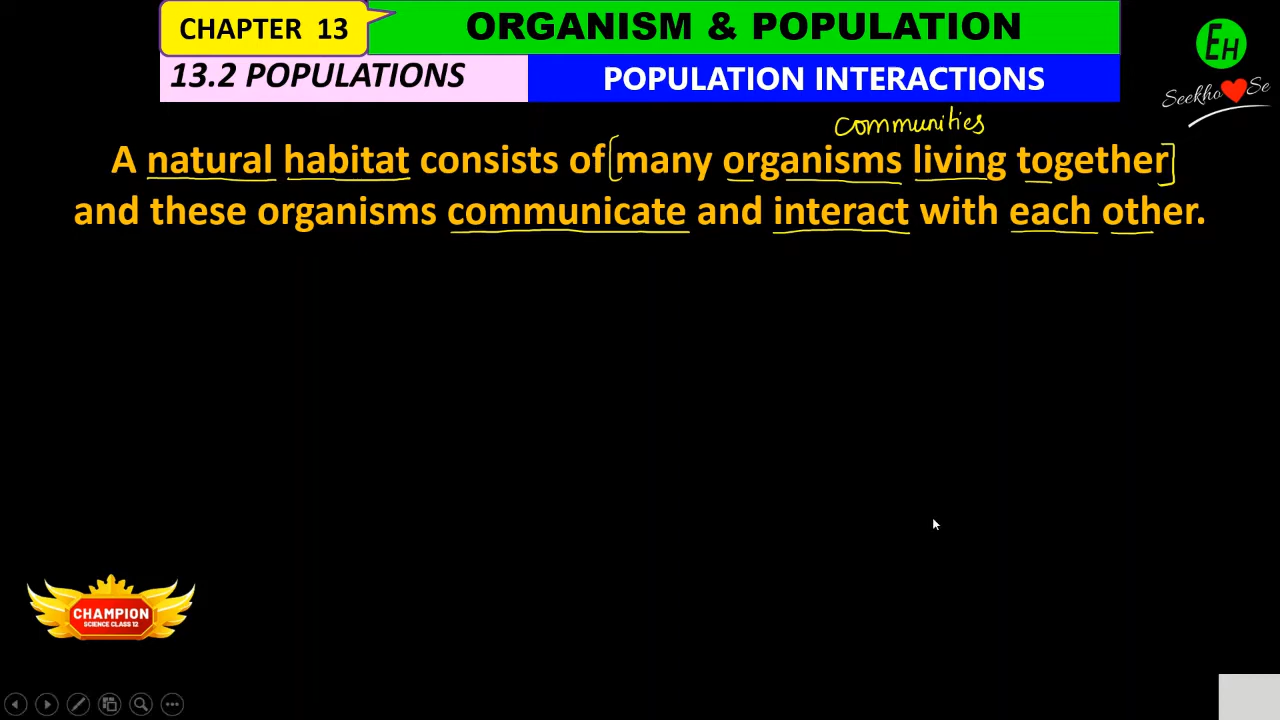 CHAPTER 13
ORGANISM & POPULATION
EH
13.2 POPULATIONS
POPULATION INTERACTIONS
Seekho Se
communities
A natural habitat consists of [many organisms living together]
and these organisms communicate and interact with each other.
CHAMPION
SCIENCE CLASS 12